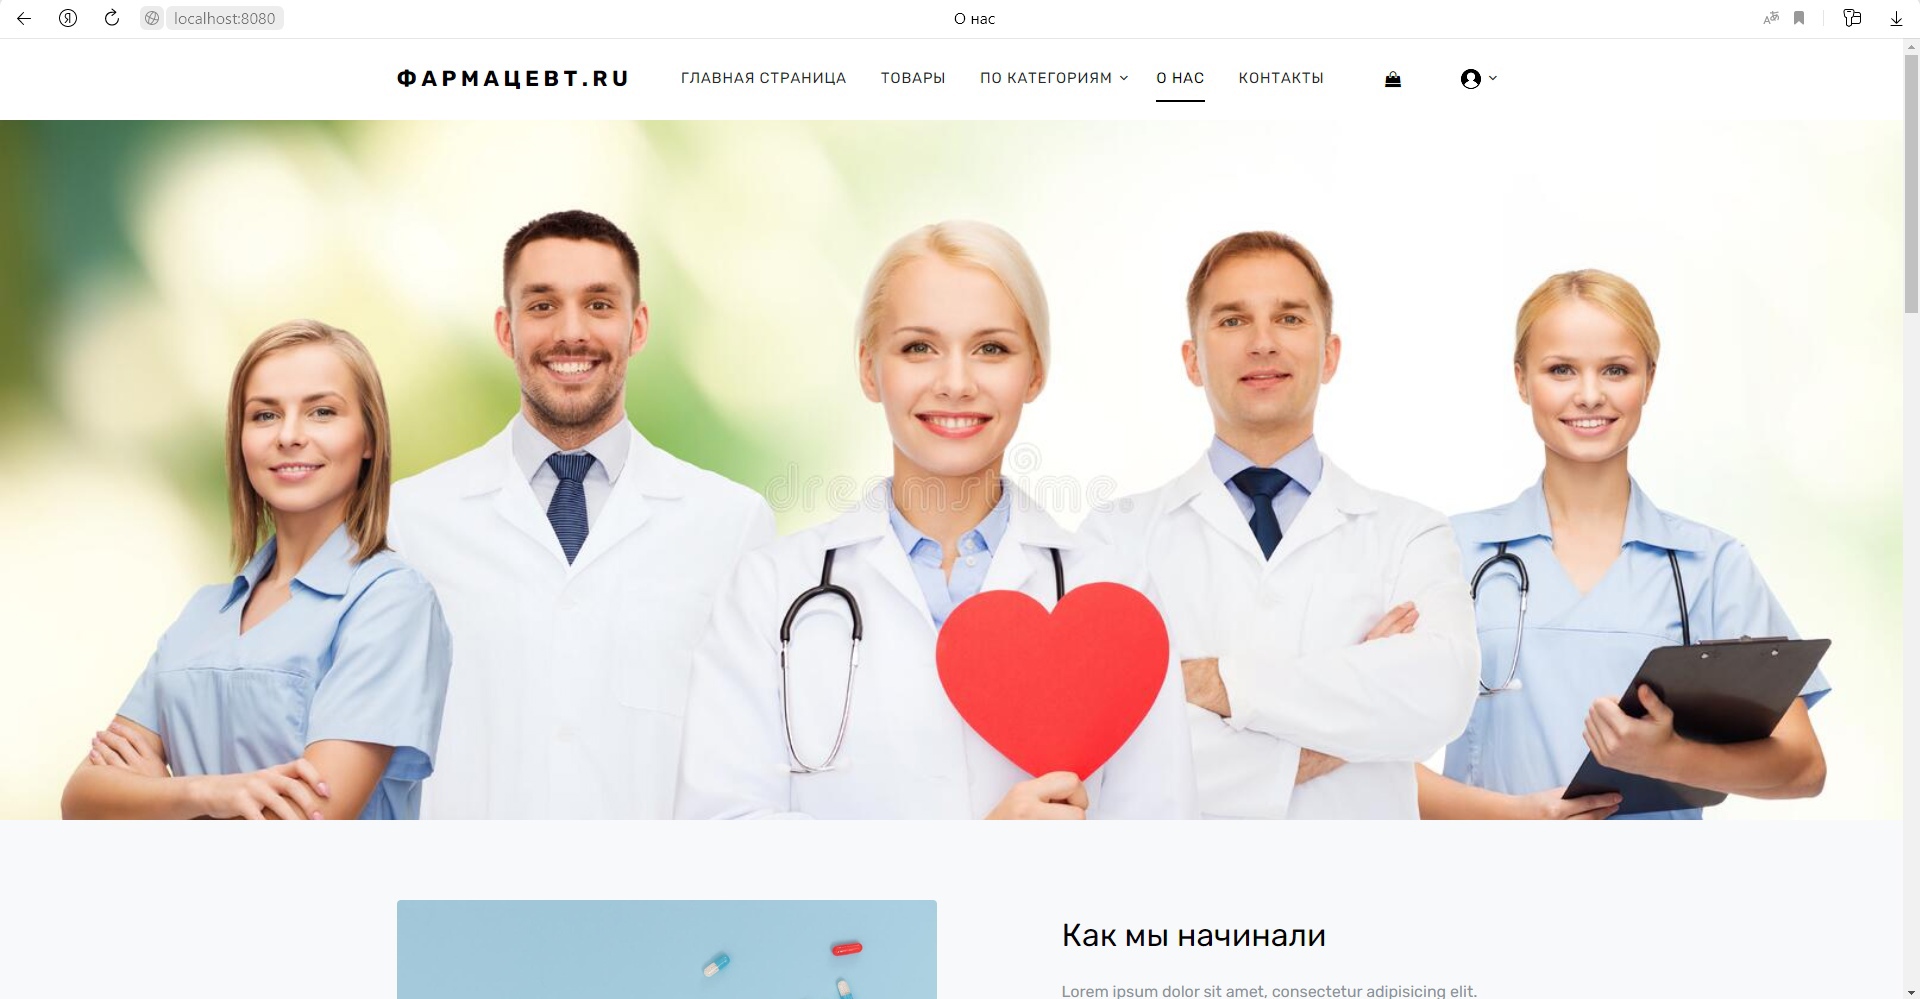 localhost:8080
О нас
ФАРМАЦЕВТ.RU
ГЛАВНАЯ СТРАНИЦА
ТОВАРЫ
ПО КАТЕГОРИЯМ
О НАС
КОНТАКТЫ
dreamstime.
Как мы начинали
Lorem ipsum dolor sit amet, consectetur adipisicing elit.